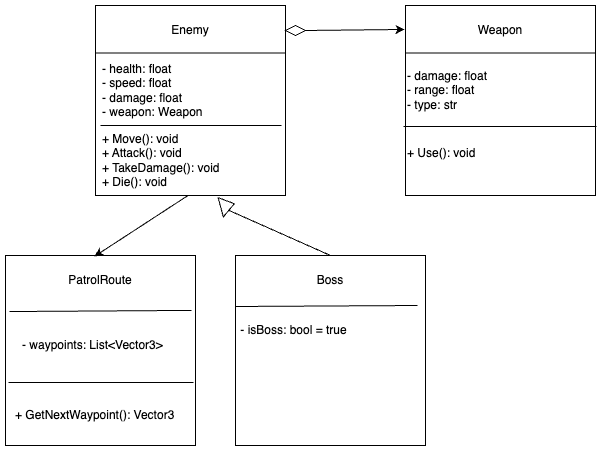 Enemy
- health: float
- speed: float
- damage: float
- weapon: Weapon
+ Move(): void
+ Attack(): void
+ TakeDamage(): void
+ Die(): void
Weapon
- damage: float
- range: float
- type: str
+ Use(): void
PatrolRoute
- waypoints: List<Vector3>
+ GetNextWaypoint(): Vector3
Boss
- isBoss: bool = true